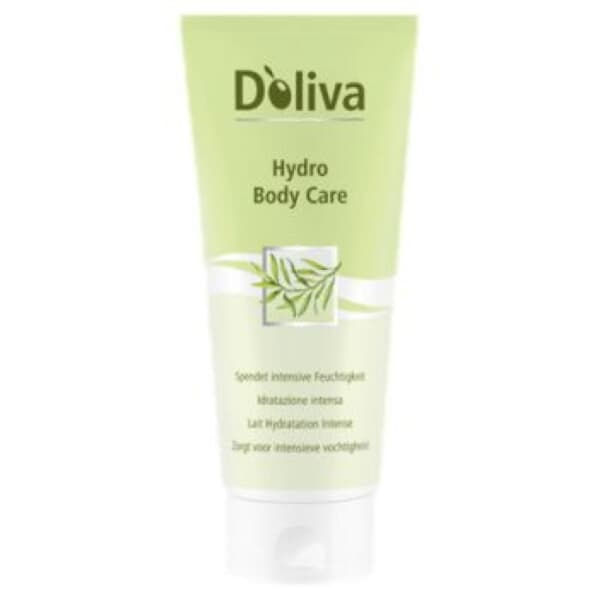 D'oliva
Hydro
Body Care
Spendet intensive Feuchtigkeit
Idratazione intensa
Lait Hydratation Intense
Zorgt voor intensieve vochtigheid